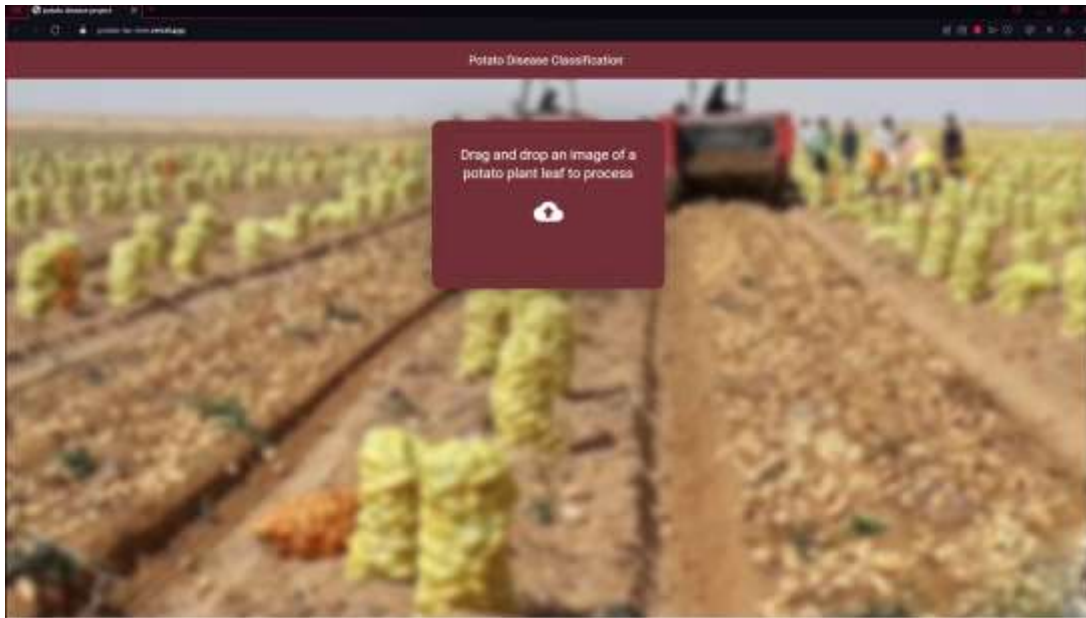 potato disease project
Potato Disease Classification
Drag and drop an image of a
potato plant leaf to process